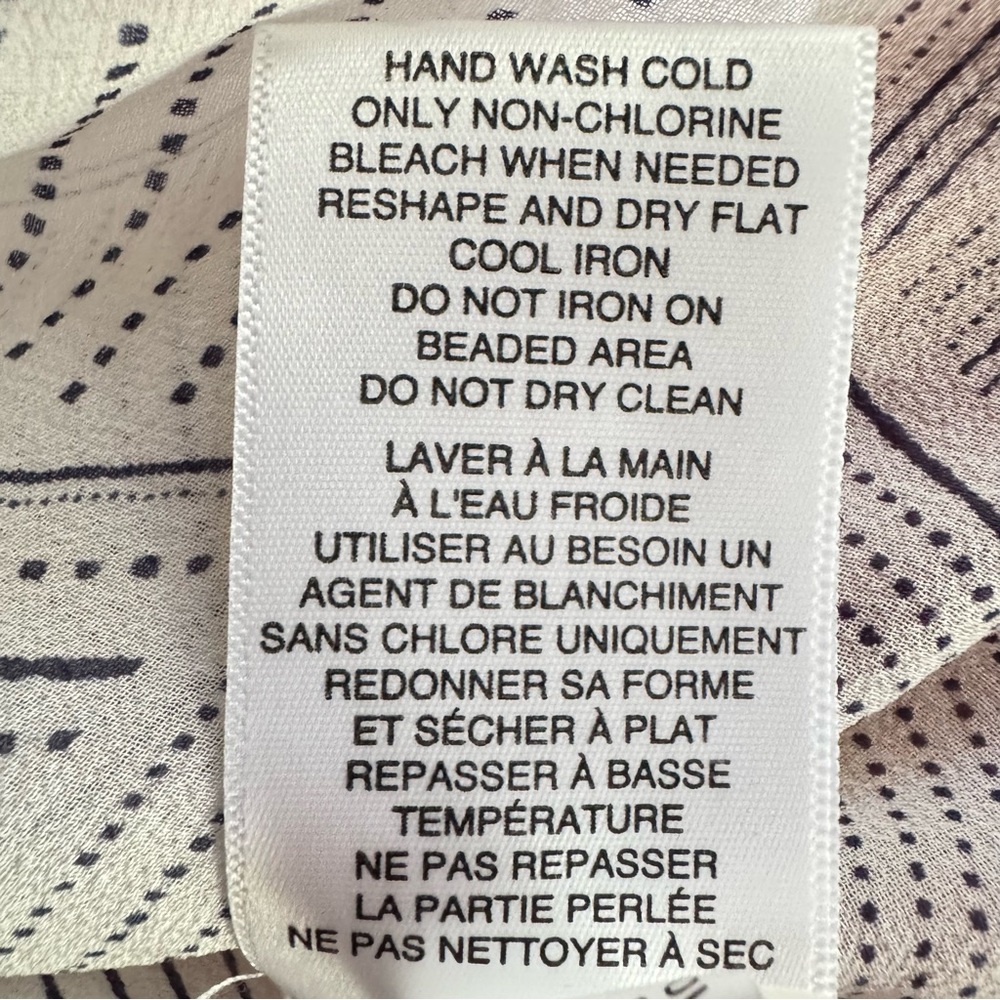 HAND WASH COLD
ONLY NON-CHLORINE
BLEACH WHEN NEEDED
RESHAPE AND DRY FLAT
COOL IRON
DO NOT IRON ON
BEADED AREA
DO NOT DRY CLEAN
LAVER À LA MAIN
À L'EAU FROIDE
UTILISER AU BESOIN UN
AGENT DE BLANCHIMENT
SANS CHLORE UNIQUEMENT
REDONNER SA FORME
ET SÉCHER À PLAT
REPASSER À BASSE
TEMPÉRATURE
NE PAS REPASSER
LA PARTIE PERLÉE
NE PAS NETTOYER À SEC